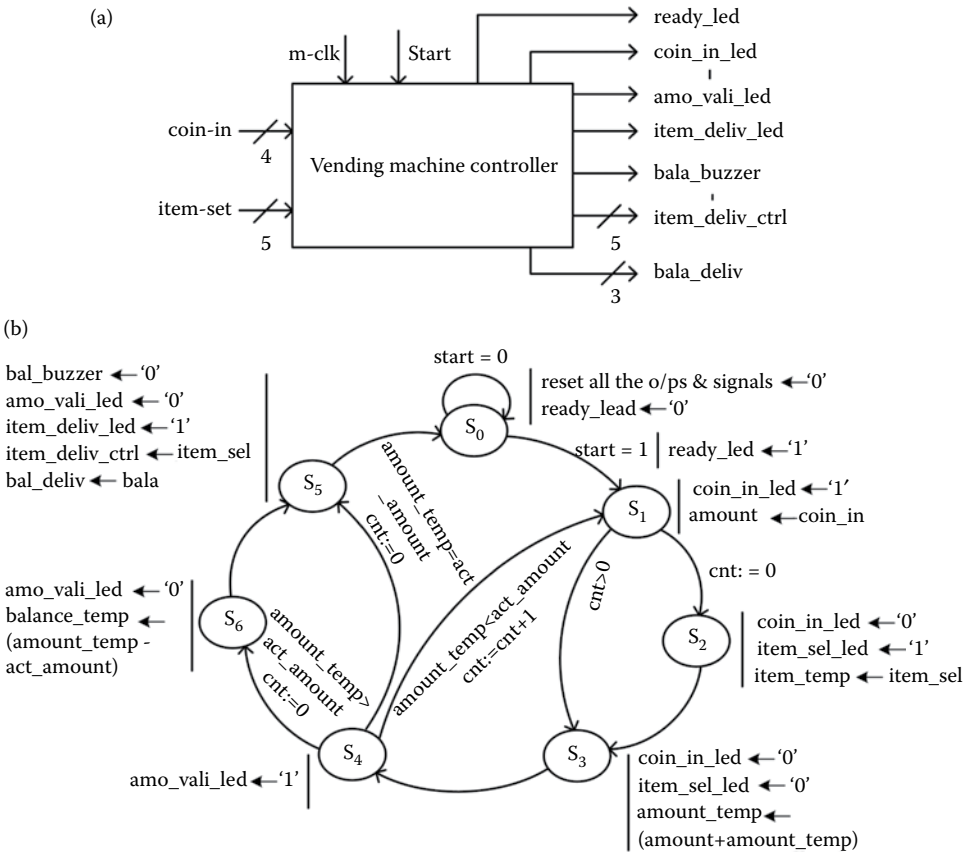 (a)
ready_led
m-clk
Start
coin_in_led
amo_vali_led
coin-in
4
item_deliv_led
Vending machine controller
bala_buzzer
item-set
5
item_deliv_ctrl
5
bala_deliv
3
(b)
start = 0
bal_buzzer ←‘0’
amo_vali_led ←‘0’
item_deliv_led ←‘1’
item_deliv_ctrl ← item_sel
bal_deliv ← bala
reset all the o/ps & signals ←‘0’
ready_lead ←‘0’
S0
start = 1
ready_led ←‘1’
S5
S1
coin_in_led ←‘1’
amount ←coin_in
amount_temp=act
_amount
cnt:=0
amount_temp<act_amount
cnt:=cnt+1
cnt>0
cnt: = 0
amo_vali_led ←‘0’
balance_temp ←
(amount_temp -
act_amount)
S6
amount_temp>
act_amount
cnt:=0
S2
coin_in_led ←‘0’
item_sel_led ←‘1’
item_temp ← item_sel
S4
amo_vali_led ←‘1’
S3
coin_in_led ←‘0’
item_sel_led ←‘0’
amount_temp ←
(amount+amount_temp)